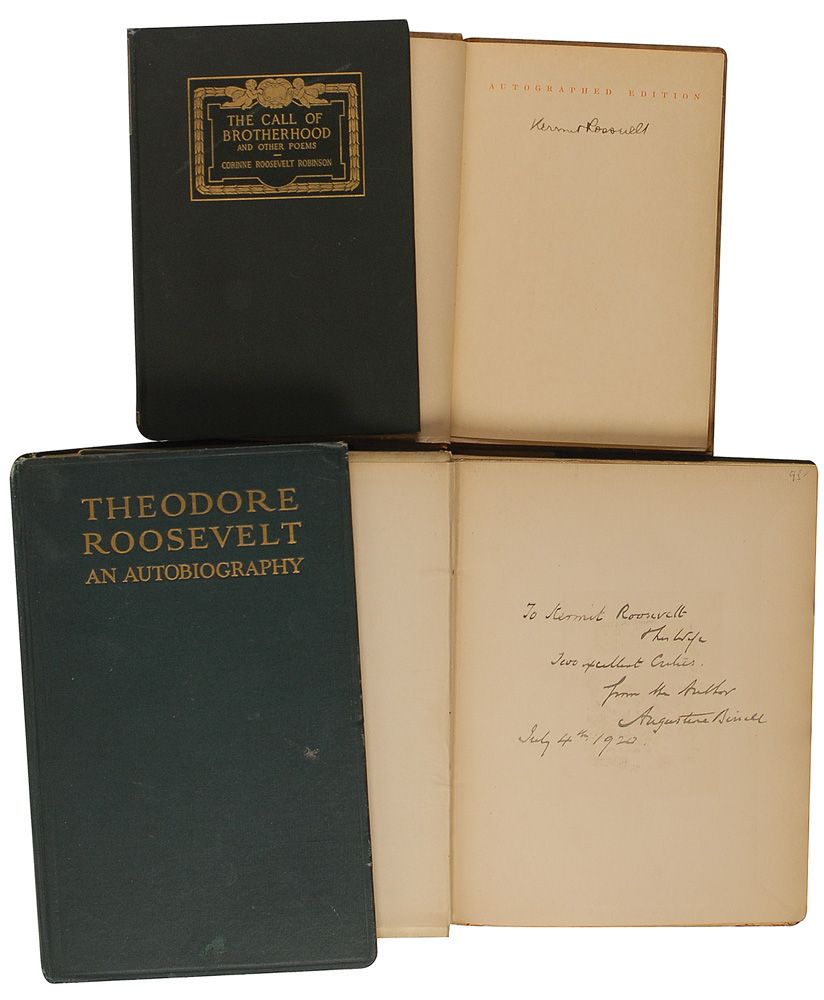 THE CALL OF
BROTHERHOOD
AND OTHER POEMS
CORINNE ROOSEVELT ROBINSON
AUTOGRAPHED EDITION
Kermit Roosevelt
THEODORE
ROOSEVELT
AN AUTOBIOGRAPHY
To Kermit Roosevelt
& his Wife
Two excellent Critics.
from the Author
Augustine Birrell
July 4th 1920.